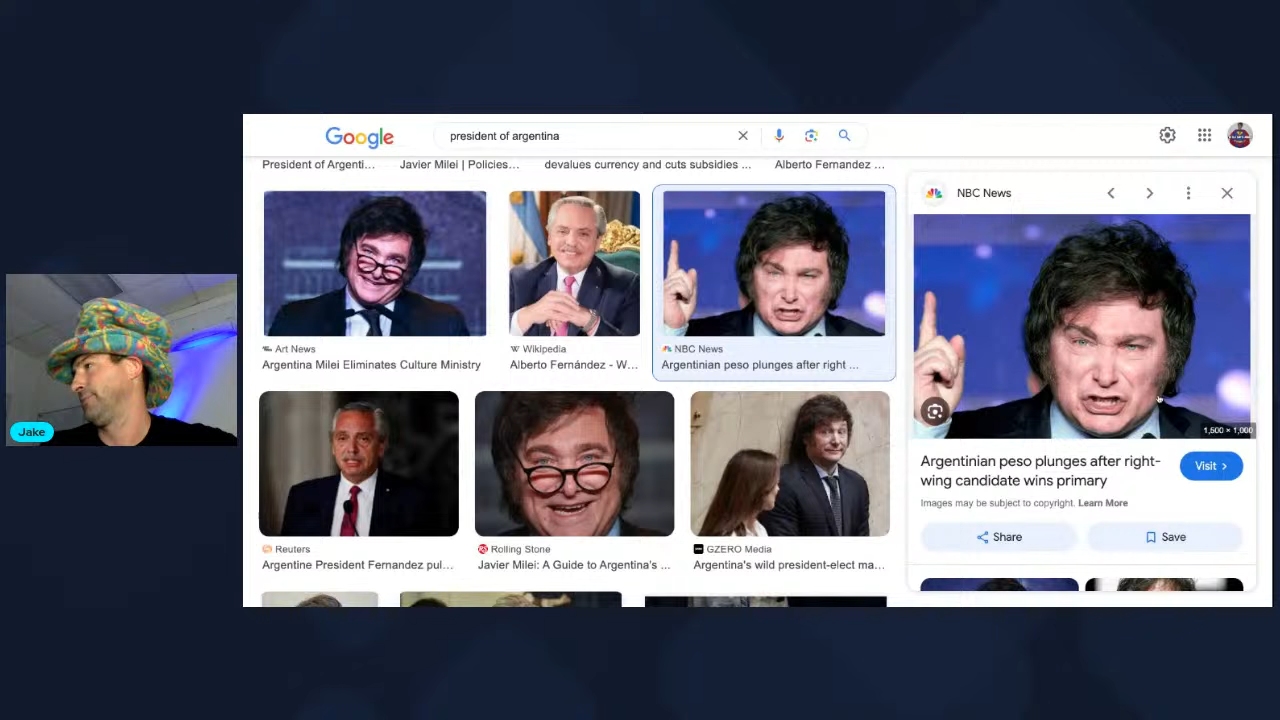 Google
president of argentina
President of Argenti...
Javier Milei | Policies...
devalues currency and cuts subsidies ...
Alberto Fernandez ...
NBC News
Art News
Argentina Milei Eliminates Culture Ministry
Wikipedia
Alberto Fernández - W...
NBC News
Argentinian peso plunges after right ...
1,500 × 1,000
Jake
Argentinian peso plunges after right-
wing candidate wins primary
Visit
Images may be subject to copyright. Learn More
Share
Save
Reuters
Argentine President Fernandez pul...
Rolling Stone
Javier Milei: A Guide to Argentina's ...
GZERO Media
Argentina's wild president-elect ma...